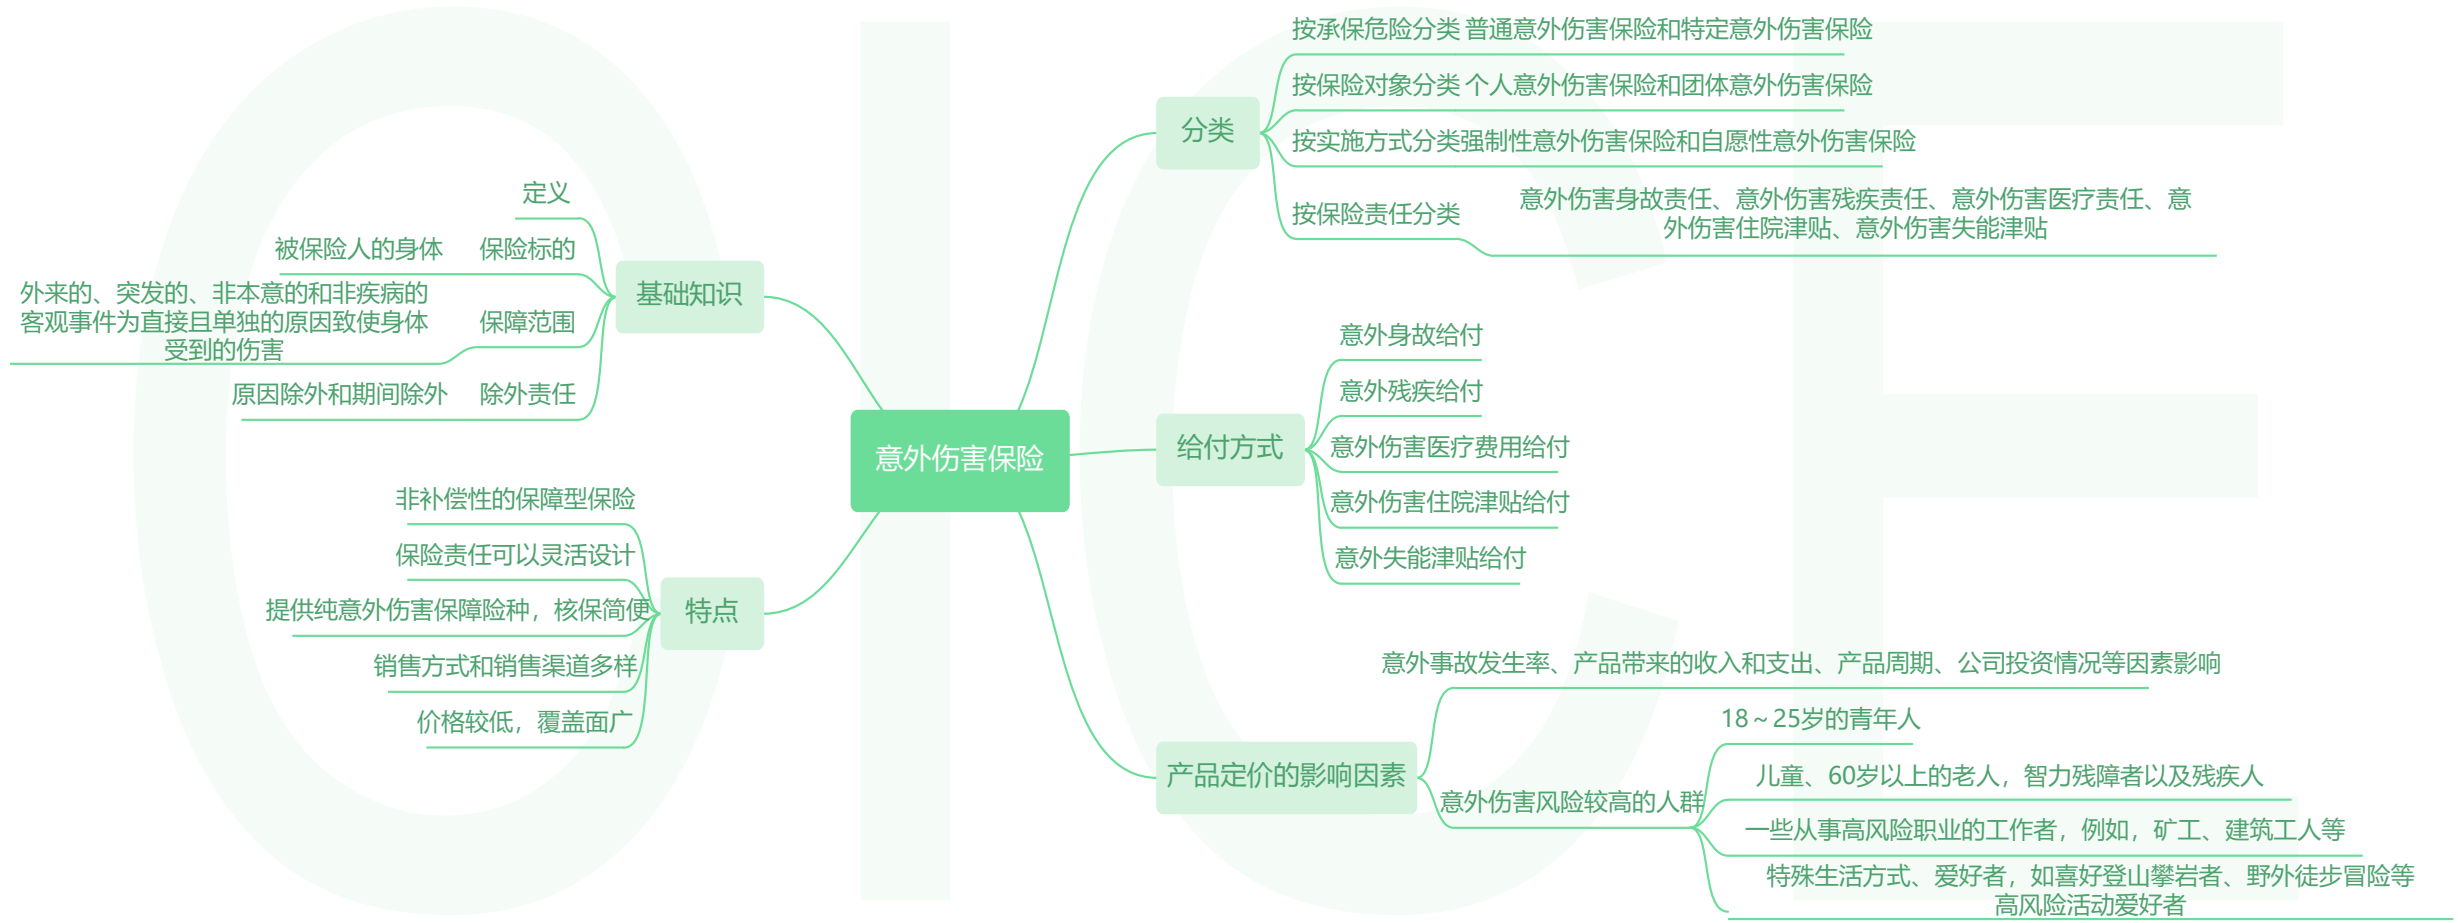 意外伤害保险
基础知识
定义
保险标的
被保险人的身体
保障范围
外来的、突发的、非本意的和非疾病的
客观事件为直接且单独的原因致使身体
受到的伤害
除外责任
原因除外和期间除外
特点
非补偿性的保障型保险
保险责任可以灵活设计
提供纯意外伤害保障险种，核保简便
销售方式和销售渠道多样
价格较低，覆盖面广
分类
按承保危险分类 普通意外伤害保险和特定意外伤害保险
按保险对象分类 个人意外伤害保险和团体意外伤害保险
按实施方式分类强制性意外伤害保险和自愿性意外伤害保险
按保险责任分类
意外伤害身故责任、意外伤害残疾责任、意外伤害医疗责任、意
外伤害住院津贴、意外伤害失能津贴
给付方式
意外身故给付
意外残疾给付
意外伤害医疗费用给付
意外伤害住院津贴给付
意外失能津贴给付
产品定价的影响因素
意外事故发生率、产品带来的收入和支出、产品周期、公司投资情况等因素影响
意外伤害风险较高的人群
18～25岁的青年人
儿童、60岁以上的老人，智力残障者以及残疾人
一些从事高风险职业的工作者，例如，矿工、建筑工人等
特殊生活方式、爱好者，如喜好登山攀岩者、野外徒步冒险等
高风险活动爱好者
OICE